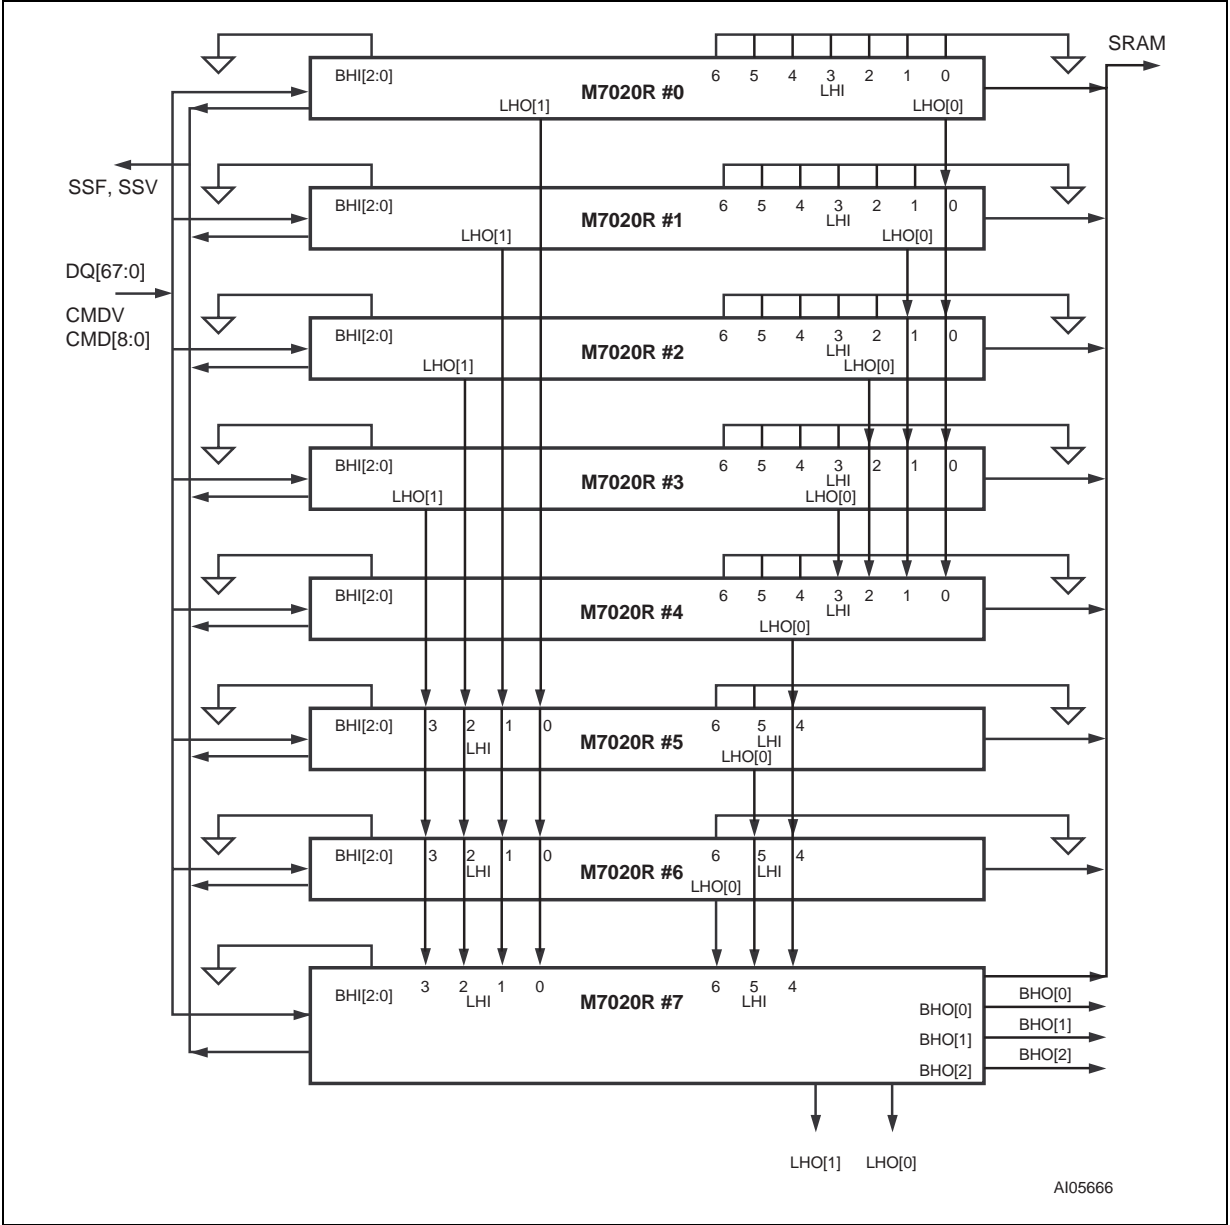 SRAM
BHI[2:0] 6 5 4 3 2 1 0
LHI
M7020R #0
LHO[1] LHO[0]
SSF, SSV
BHI[2:0] 6 5 4 3 2 1 0
LHI
M7020R #1
LHO[1] LHO[0]
DQ[67:0]
CMDV
CMD[8:0]
BHI[2:0] 6 5 4 3 2 1 0
LHI
M7020R #2
LHO[1] LHO[0]
BHI[2:0] 6 5 4 3 2 1 0
LHI
M7020R #3
LHO[1] LHO[0]
BHI[2:0] 6 5 4 3 2 1 0
LHI
M7020R #4
LHO[0]
BHI[2:0] 3 2 1 0 6 5 4
LHI M7020R #5 LHI
LHO[0]
BHI[2:0] 3 2 1 0 6 5 4
LHI M7020R #6 LHI
LHO[0]
BHI[2:0] 3 2 1 0 6 5 4
LHI M7020R #7 LHI
BHO[0] BHO[0]
BHO[1] BHO[1]
BHO[2] BHO[2]
LHO[1] LHO[0]
AI05666